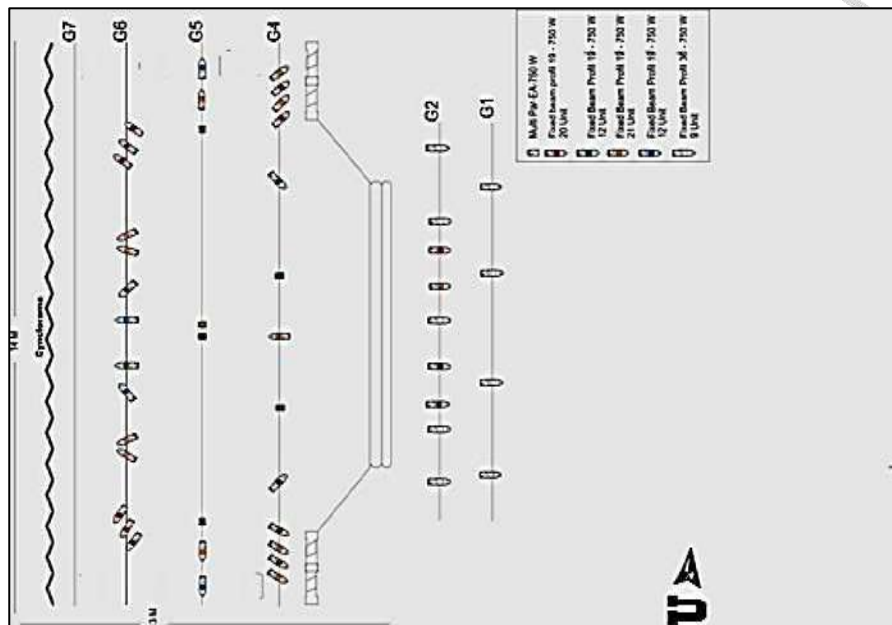 G7
G6
G5
G4
G2
G1
Cynclorama
14 M
Multi Par EA-750 W
Fixed beam profil 19 - 750 W
20 Unit
Fixed Beam Profil 19 - 750 W
12 Unit
Fixed Beam Profil 19 - 750 W
21 Unit
Fixed Beam Profil 19 - 750 W
12 Unit
Fixed Beam Profil 36 - 750 W
9 Unit
U